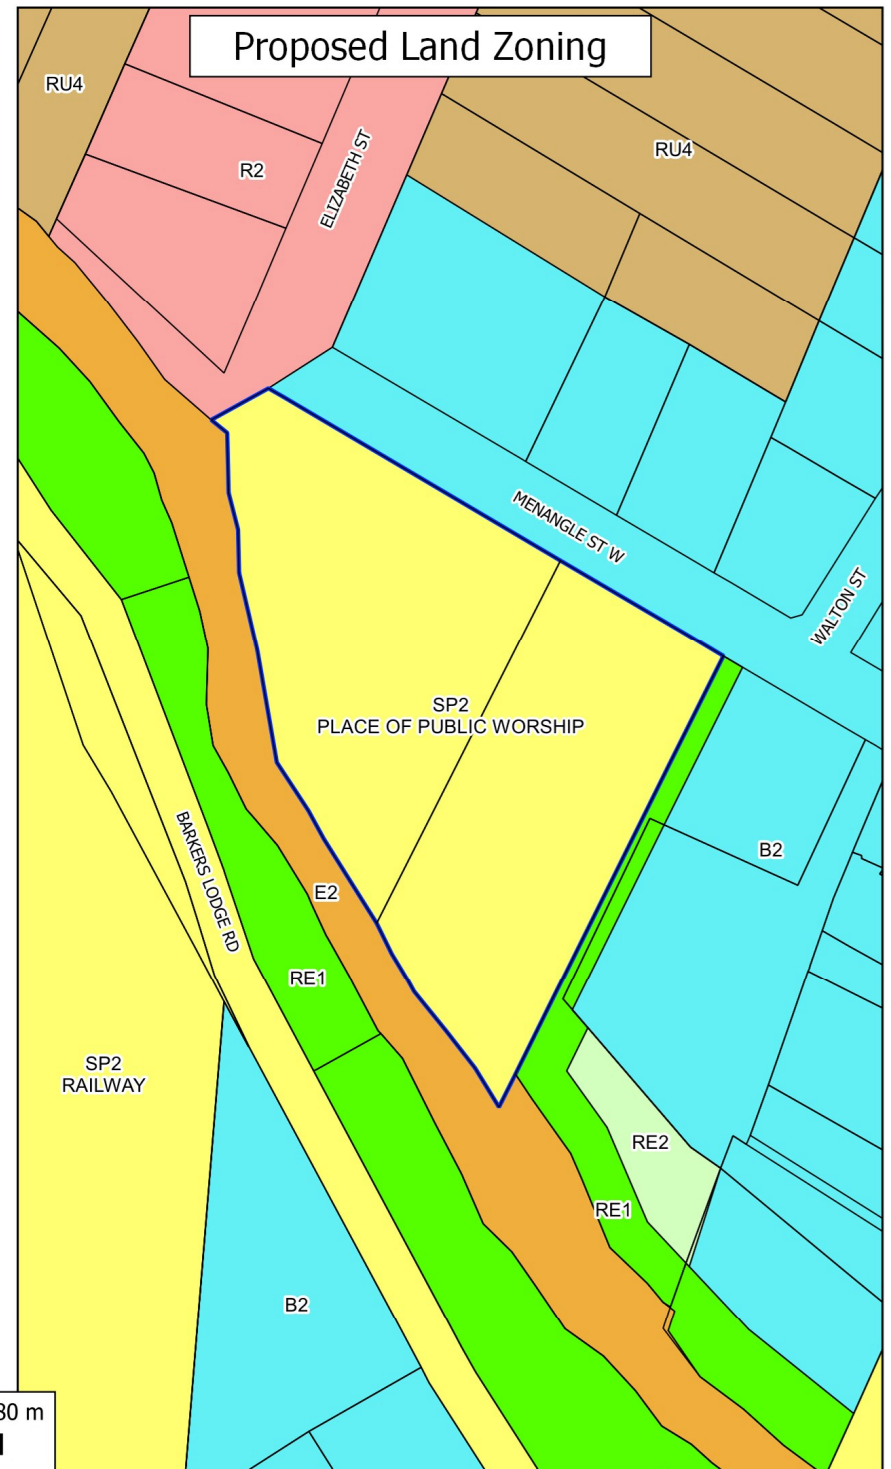 Proposed Land Zoning
RU4
R2
ELIZABETH ST
RU4
MENANGLE ST W
WALTON ST
SP2
PLACE OF PUBLIC WORSHIP
BARKERS LODGE RD
B2
E2
RE1
SP2
RAILWAY
RE2
RE1
B2
30 m